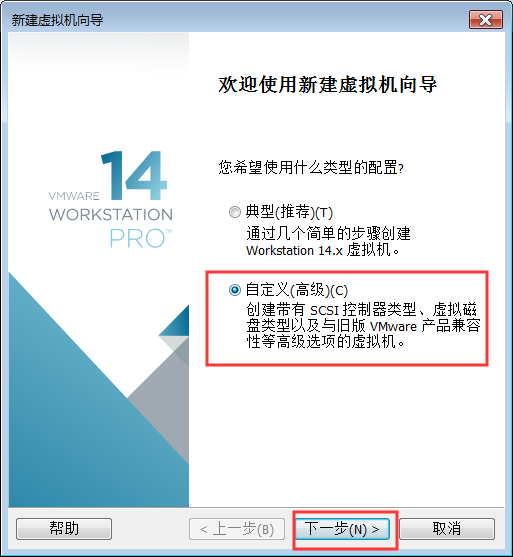 新建虚拟机向导
欢迎使用新建虚拟机向导
14
VMWARE
WORKSTATION
PRO™
您希望使用什么类型的配置?
典型(推荐)(T)
通过几个简单的步骤创建
Workstation 14.x 虚拟机。
自定义(高级)(C)
创建带有 SCSI 控制器类型、虚拟磁
盘类型以及与旧版 VMware 产品兼容
性等高级选项的虚拟机。
帮助
< 上一步(B)
下一步(N) >
取消